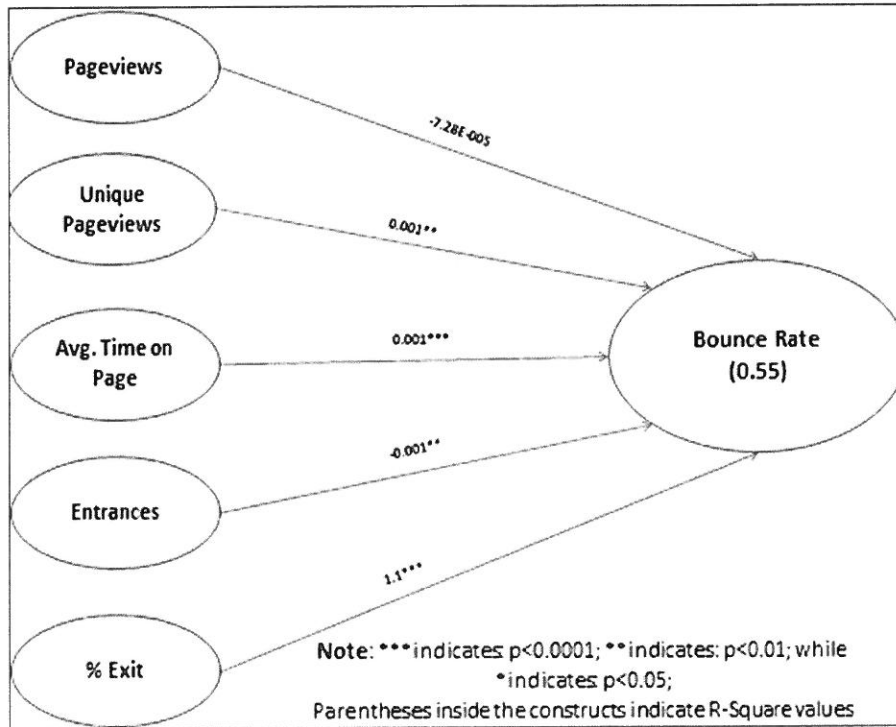 Pageviews
-7.28E-005
Unique
Pageviews
0.001**
Avg. Time on
Page
0.001***
Bounce Rate
(0.55)
Entrances
-0.001**
% Exit
1.1***
Note: *** indicates: p<0.0001; ** indicates: p<0.01; while
*indicates: p<0.05;
Parentheses inside the constructs indicate R-Square values